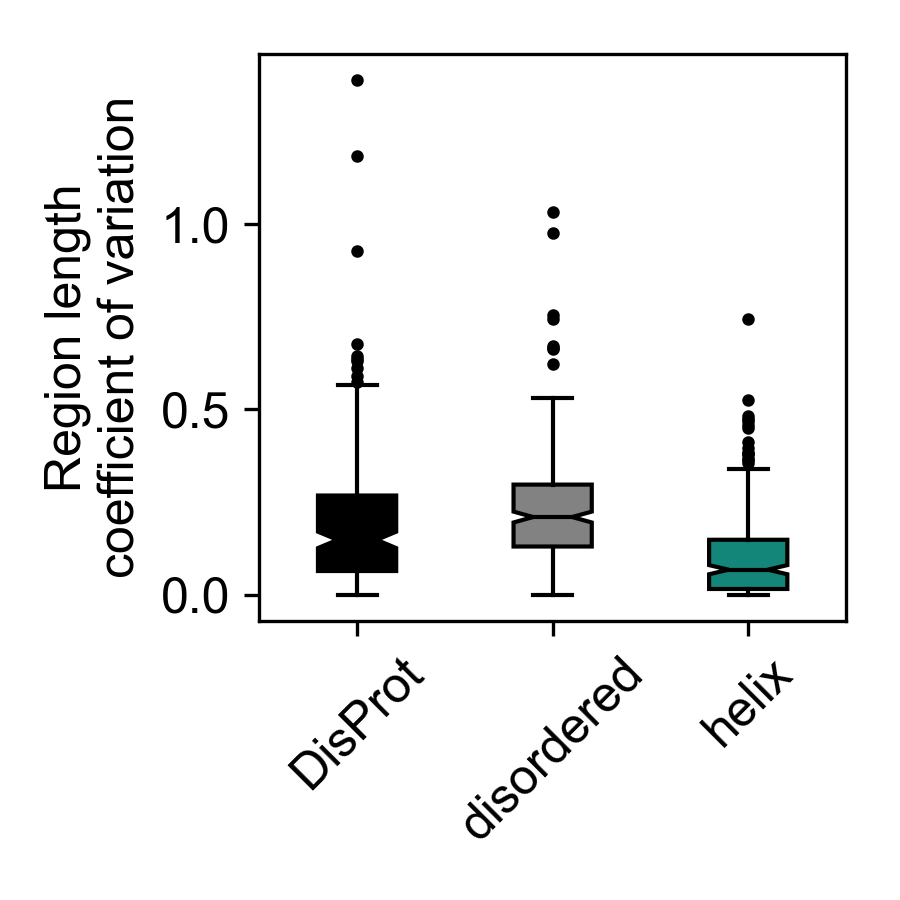 Region length
coefficient of variation
1.0
0.5
0.0
DisProt
disordered
helix